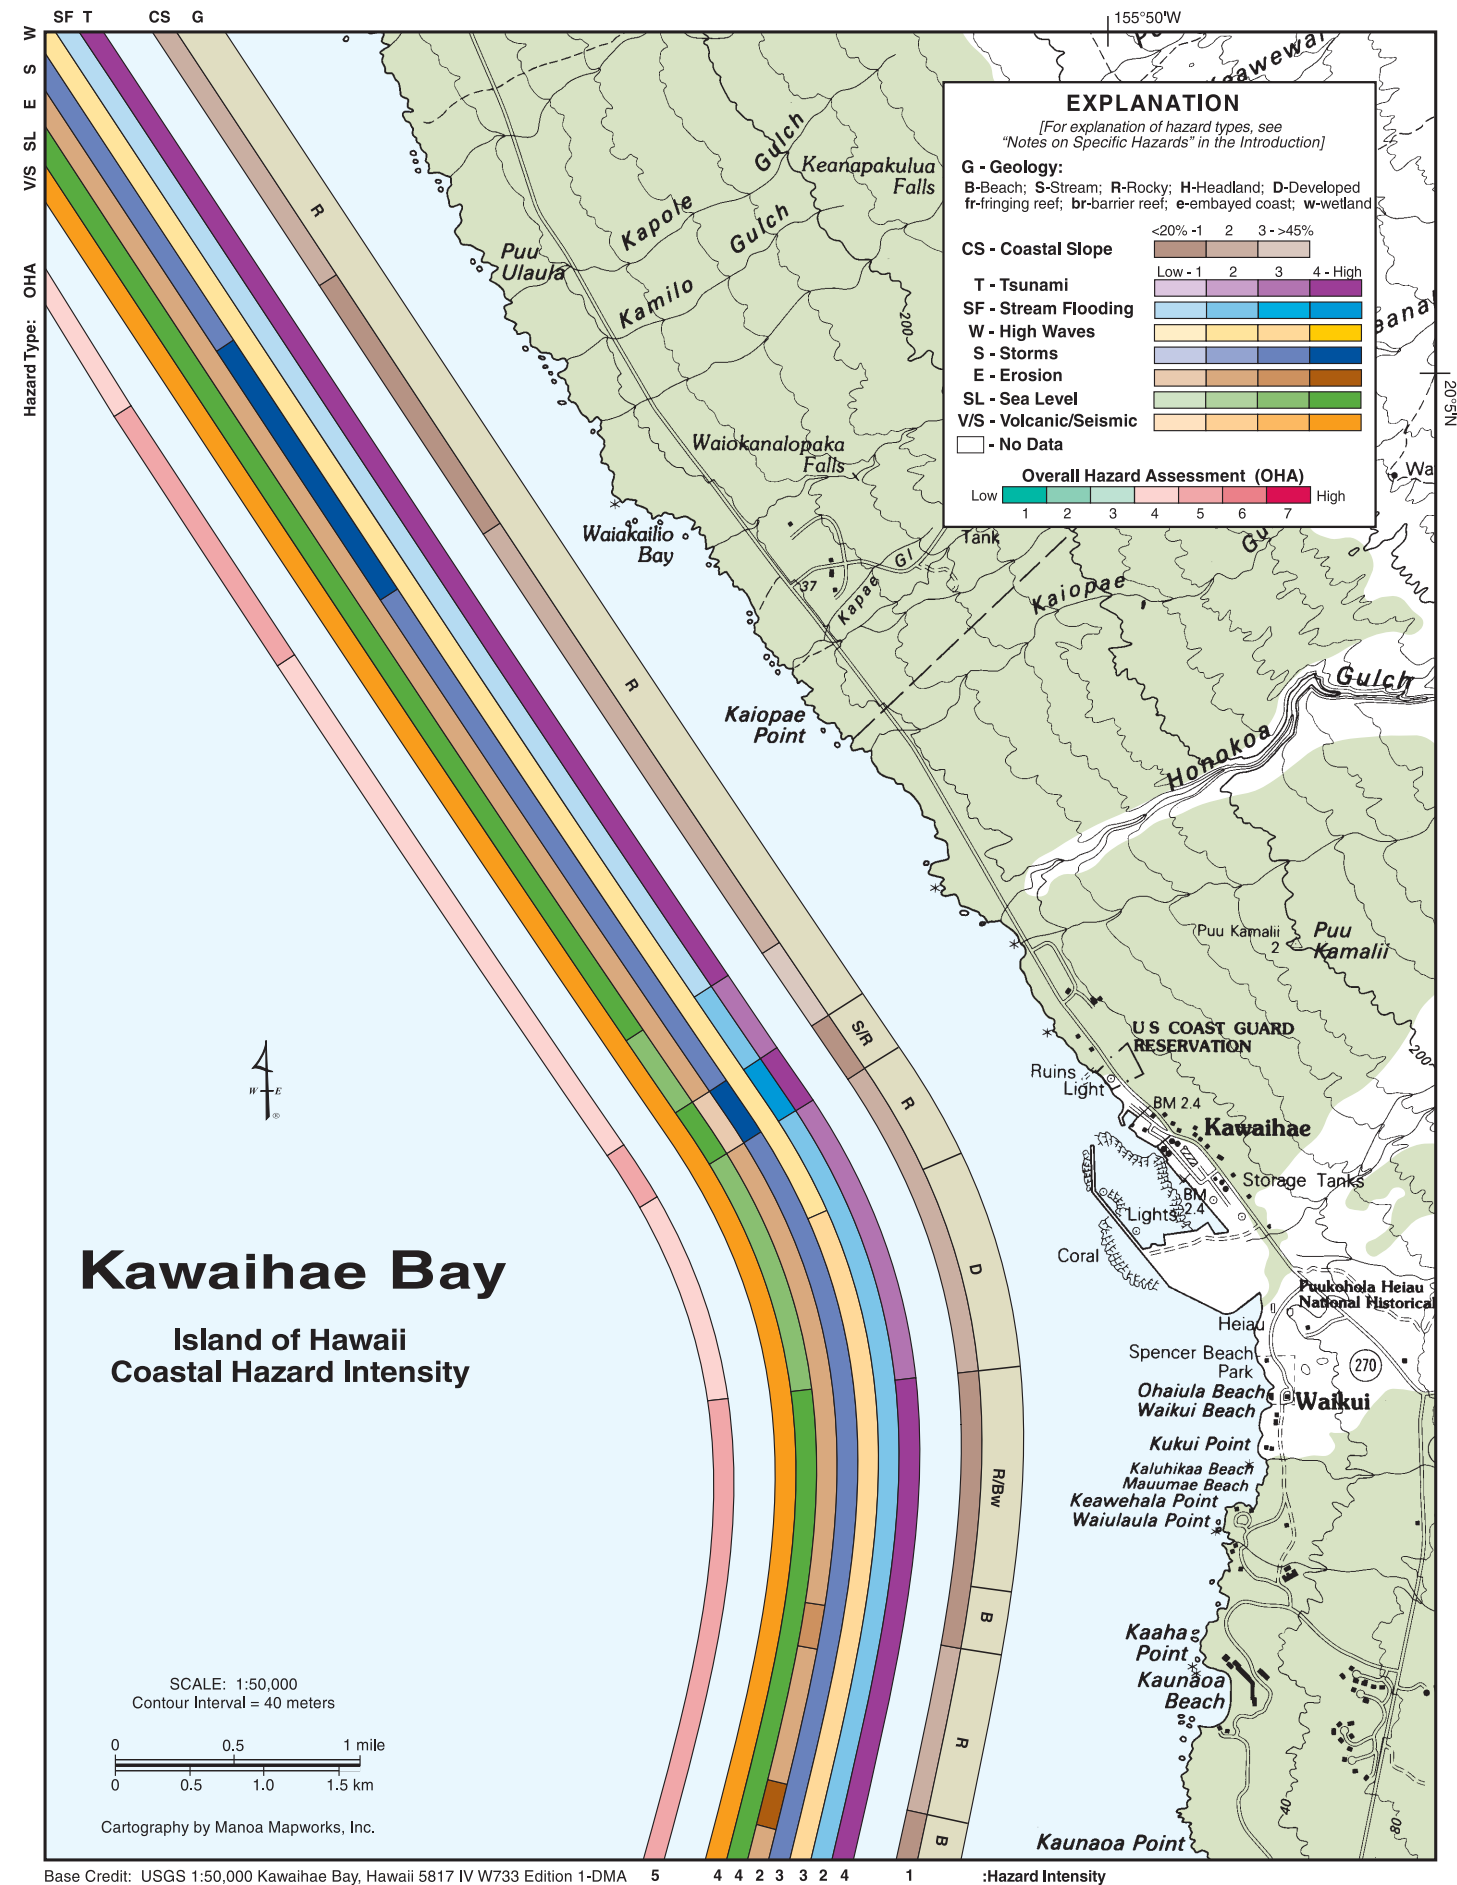 SF T CS G
155°50'W
W
S
E
SL
V/S
OHA
Hazard Type:
EXPLANATION
[For explanation of hazard types, see
“Notes on Specific Hazards” in the Introduction]
G - Geology:
B-Beach; S-Stream; R-Rocky; H-Headland; D-Developed
fr-fringing reef; br-barrier reef; e-embayed coast; w-wetland
<20% -1 2 3 - >45%
CS - Coastal Slope
Low - 1 2 3 4 - High
T - Tsunami
SF - Stream Flooding
W - High Waves
S - Storms
E - Erosion
SL - Sea Level
V/S - Volcanic/Seismic
- No Data
Overall Hazard Assessment (OHA)
Low High
1 2 3 4 5 6 7
20°5'N
Keanapakulua
Falls
Gulch
Kapole
Gulch
Kamilo
Puu
Ulaula
200
R
Waiokanalopaka
Falls
Waiakailio
Bay
Tank
Gl
Kapae
37
Kaiopae
Wa
R
Kaiopae
Point
Gulch
Honokoa
Puu Kamalii
2
Puu
Kamalii
S/R
U S COAST GUARD
RESERVATION
200
Ruins
Light
R
BM 2.4
Kawaihae
Storage Tanks
BM
2.4
Lights
Coral
W E
®
D
Puukohola Heiau
National Historical
Heiau
Spencer Beach
Park
270
Ohaiula Beach
Waikui Beach
Waikui
Kukui Point
Kaluhikaa Beach
Mauumae Beach
Keawehala Point
Waiulaula Point
R/Bw
B
Kaaha
Point
Kaunaoa
Beach
R
B
40
80
Kaunaoa Point
Kawaihae Bay
Island of Hawaii
Coastal Hazard Intensity
SCALE: 1:50,000
Contour Interval = 40 meters
0 0.5 1 mile
0 0.5 1.0 1.5 km
Cartography by Manoa Mapworks, Inc.
Base Credit: USGS 1:50,000 Kawaihae Bay, Hawaii 5817 IV W733 Edition 1-DMA 5 4 4 2 3 3 2 4 1 :Hazard Intensity